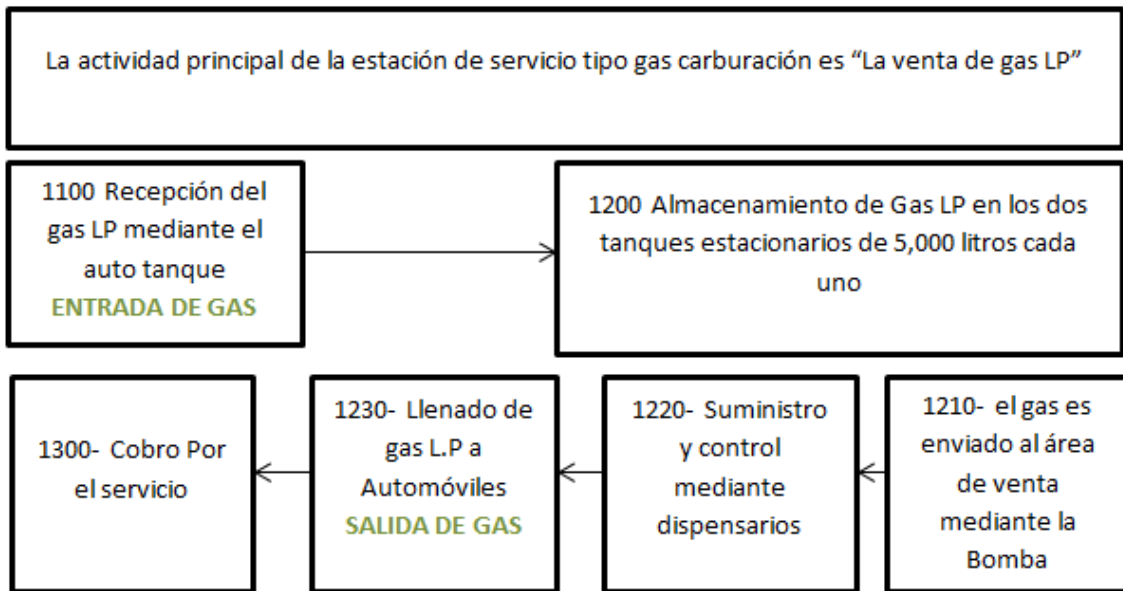 La actividad principal de la estación de servicio tipo gas carburación es “La venta de gas LP”
1100 Recepción del
gas LP mediante el
auto tanque
ENTRADA DE GAS
1200 Almacenamiento de Gas LP en los dos
tanques estacionarios de 5,000 litros cada
uno
1300- Cobro Por
el servicio
1230- Llenado de
gas L.P a
Automóviles
SALIDA DE GAS
1220- Suministro
y control
mediante
dispensarios
1210- el gas es
enviado al área
de venta
mediante la
Bomba